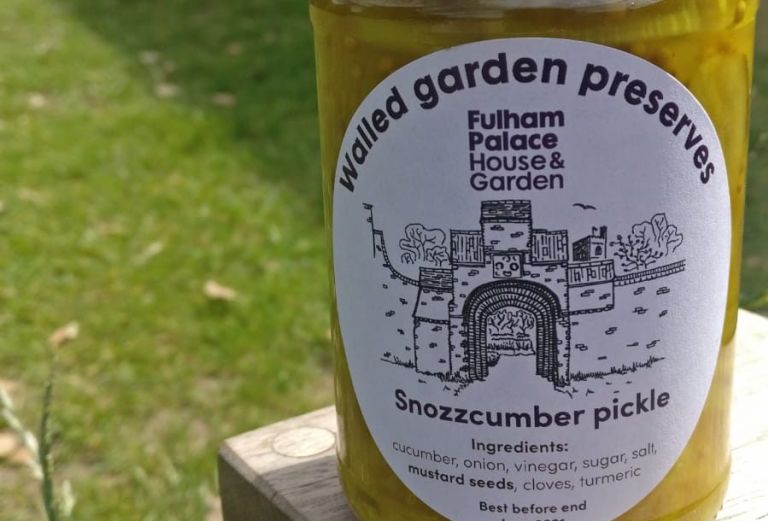 Walled garden preserves
Fulham
Palace
House &
Garden
Snozzcumber pickle
Ingredients:
cucumber, onion, vinegar, sugar, salt,
mustard seeds, cloves, turmeric
Best before end